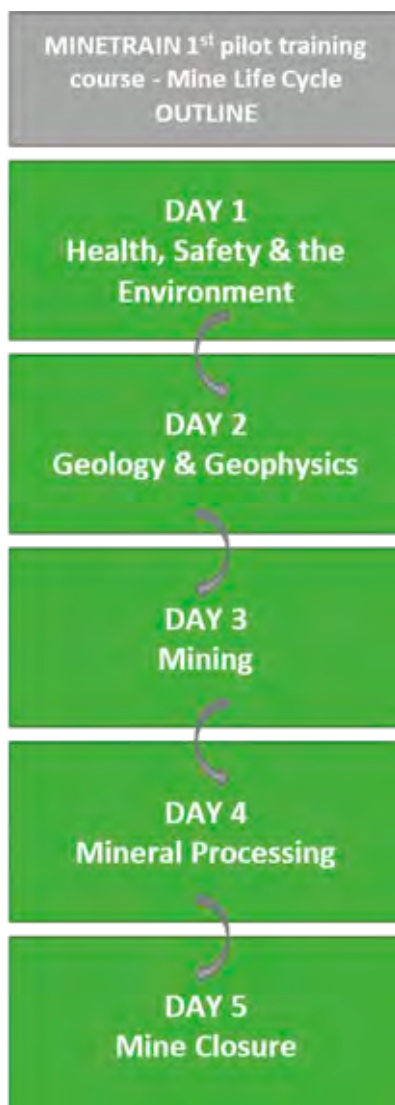 MINETRAIN 1st pilot training
course - Mine Life Cycle
OUTLINE
DAY 1
Health, Safety & the
Environment
DAY 2
Geology & Geophysics
DAY 3
Mining
DAY 4
Mineral Processing
DAY 5
Mine Closure